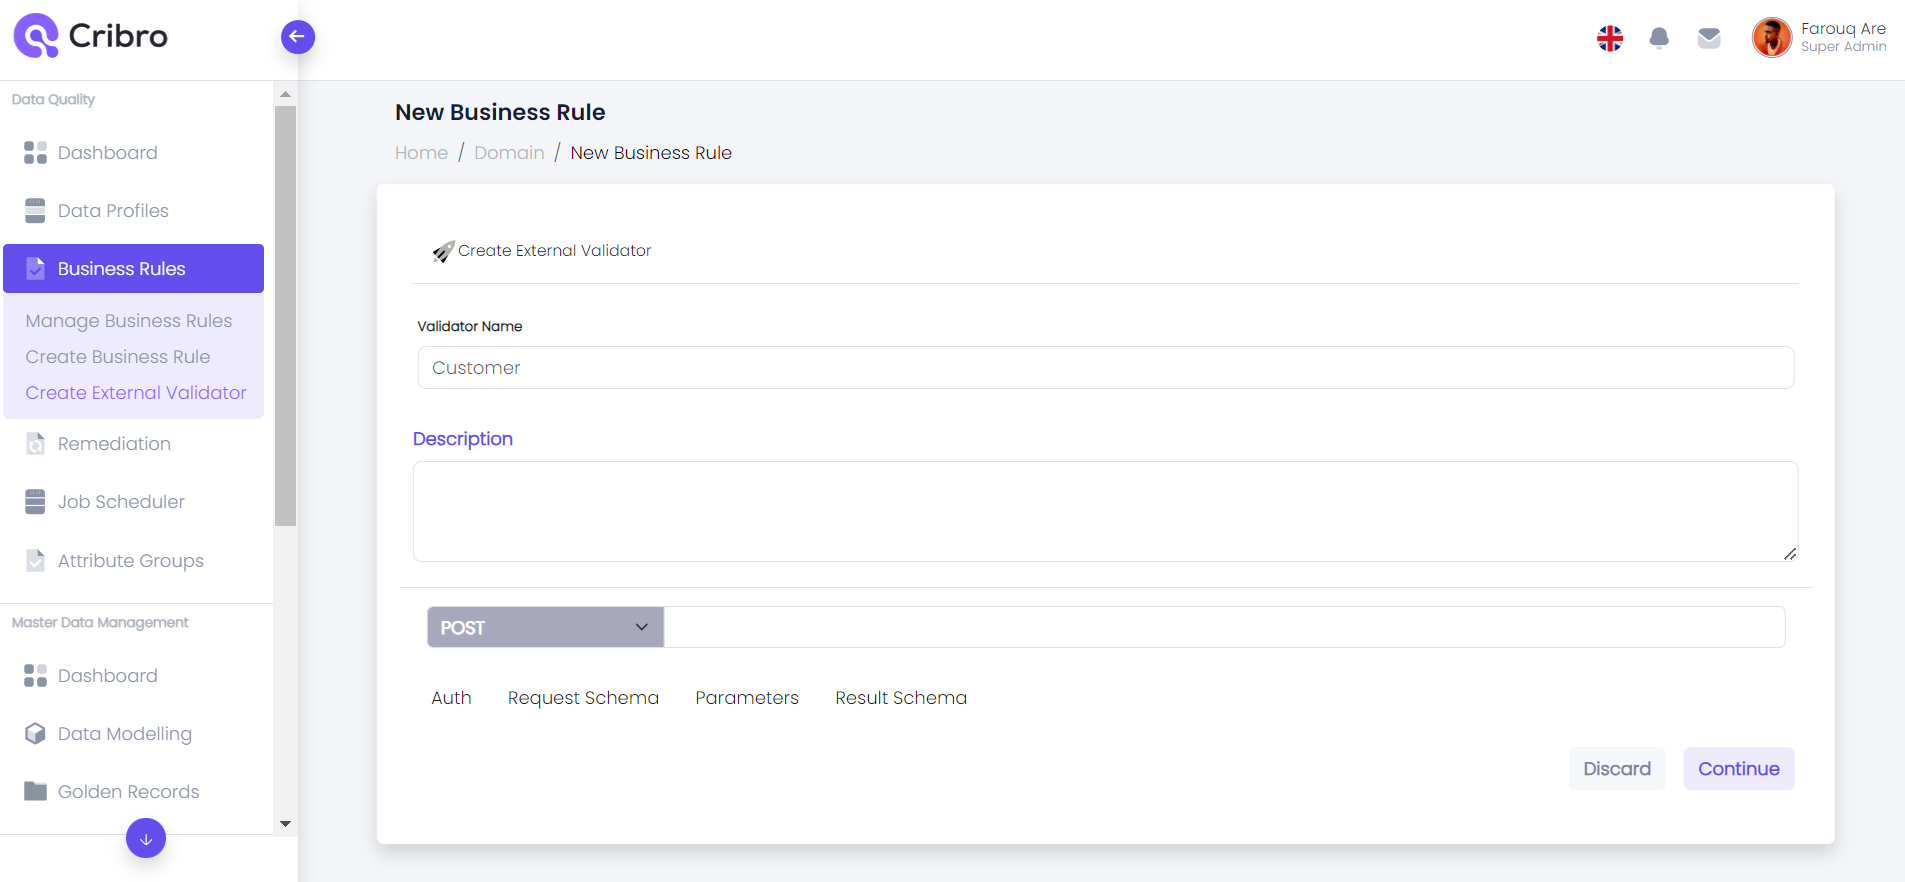 Cribro
Farouq Are
Super Admin
Data Quality
Dashboard
Data Profiles
Business Rules
Manage Business Rules
Create Business Rule
Create External Validator
Remediation
Job Scheduler
Attribute Groups
Master Data Management
Dashboard
Data Modelling
Golden Records
New Business Rule
Home / Domain / New Business Rule
Create External Validator
Validator Name
Customer
Description
POST
Auth Request Schema Parameters Result Schema
Discard Continue